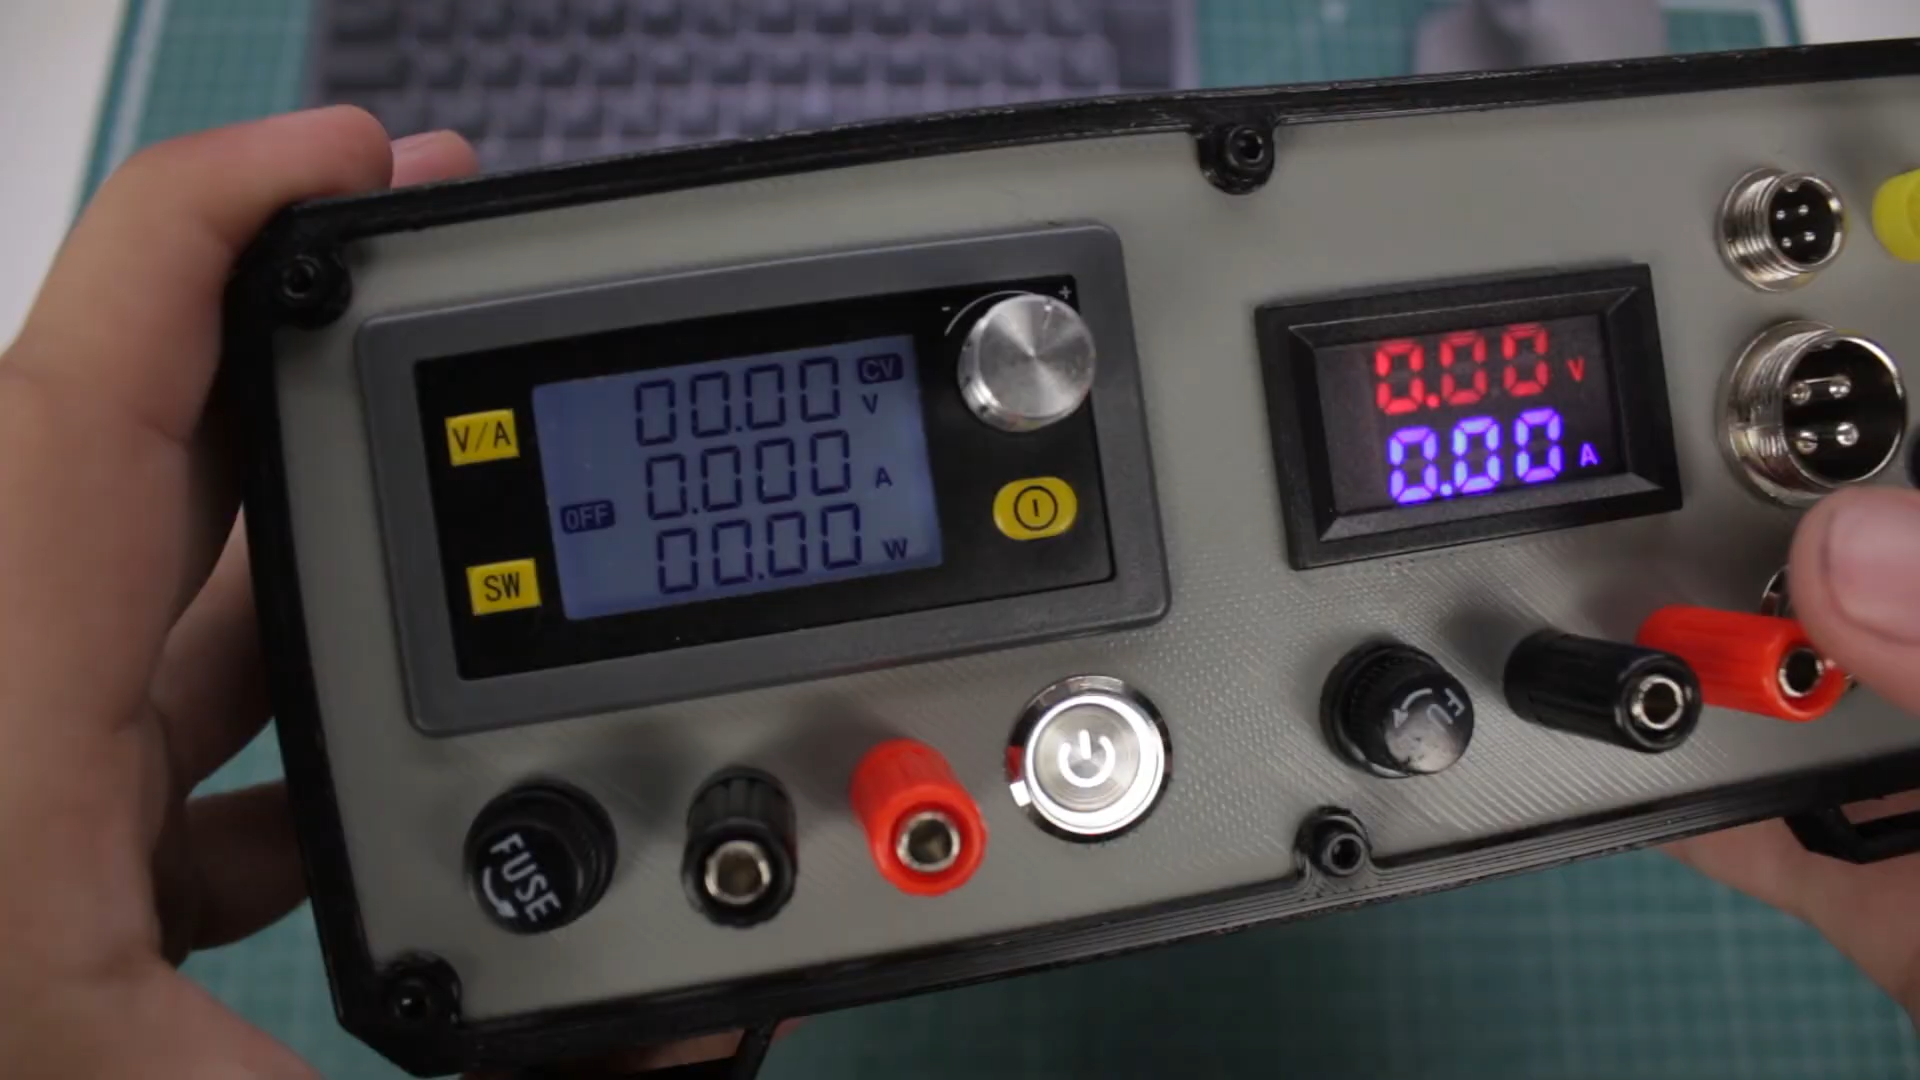 - +
V/A
00.00 V
CV
0.000 A
OFF
00.00 W
SW
0.00 V
0.00 A
FUSE
FU